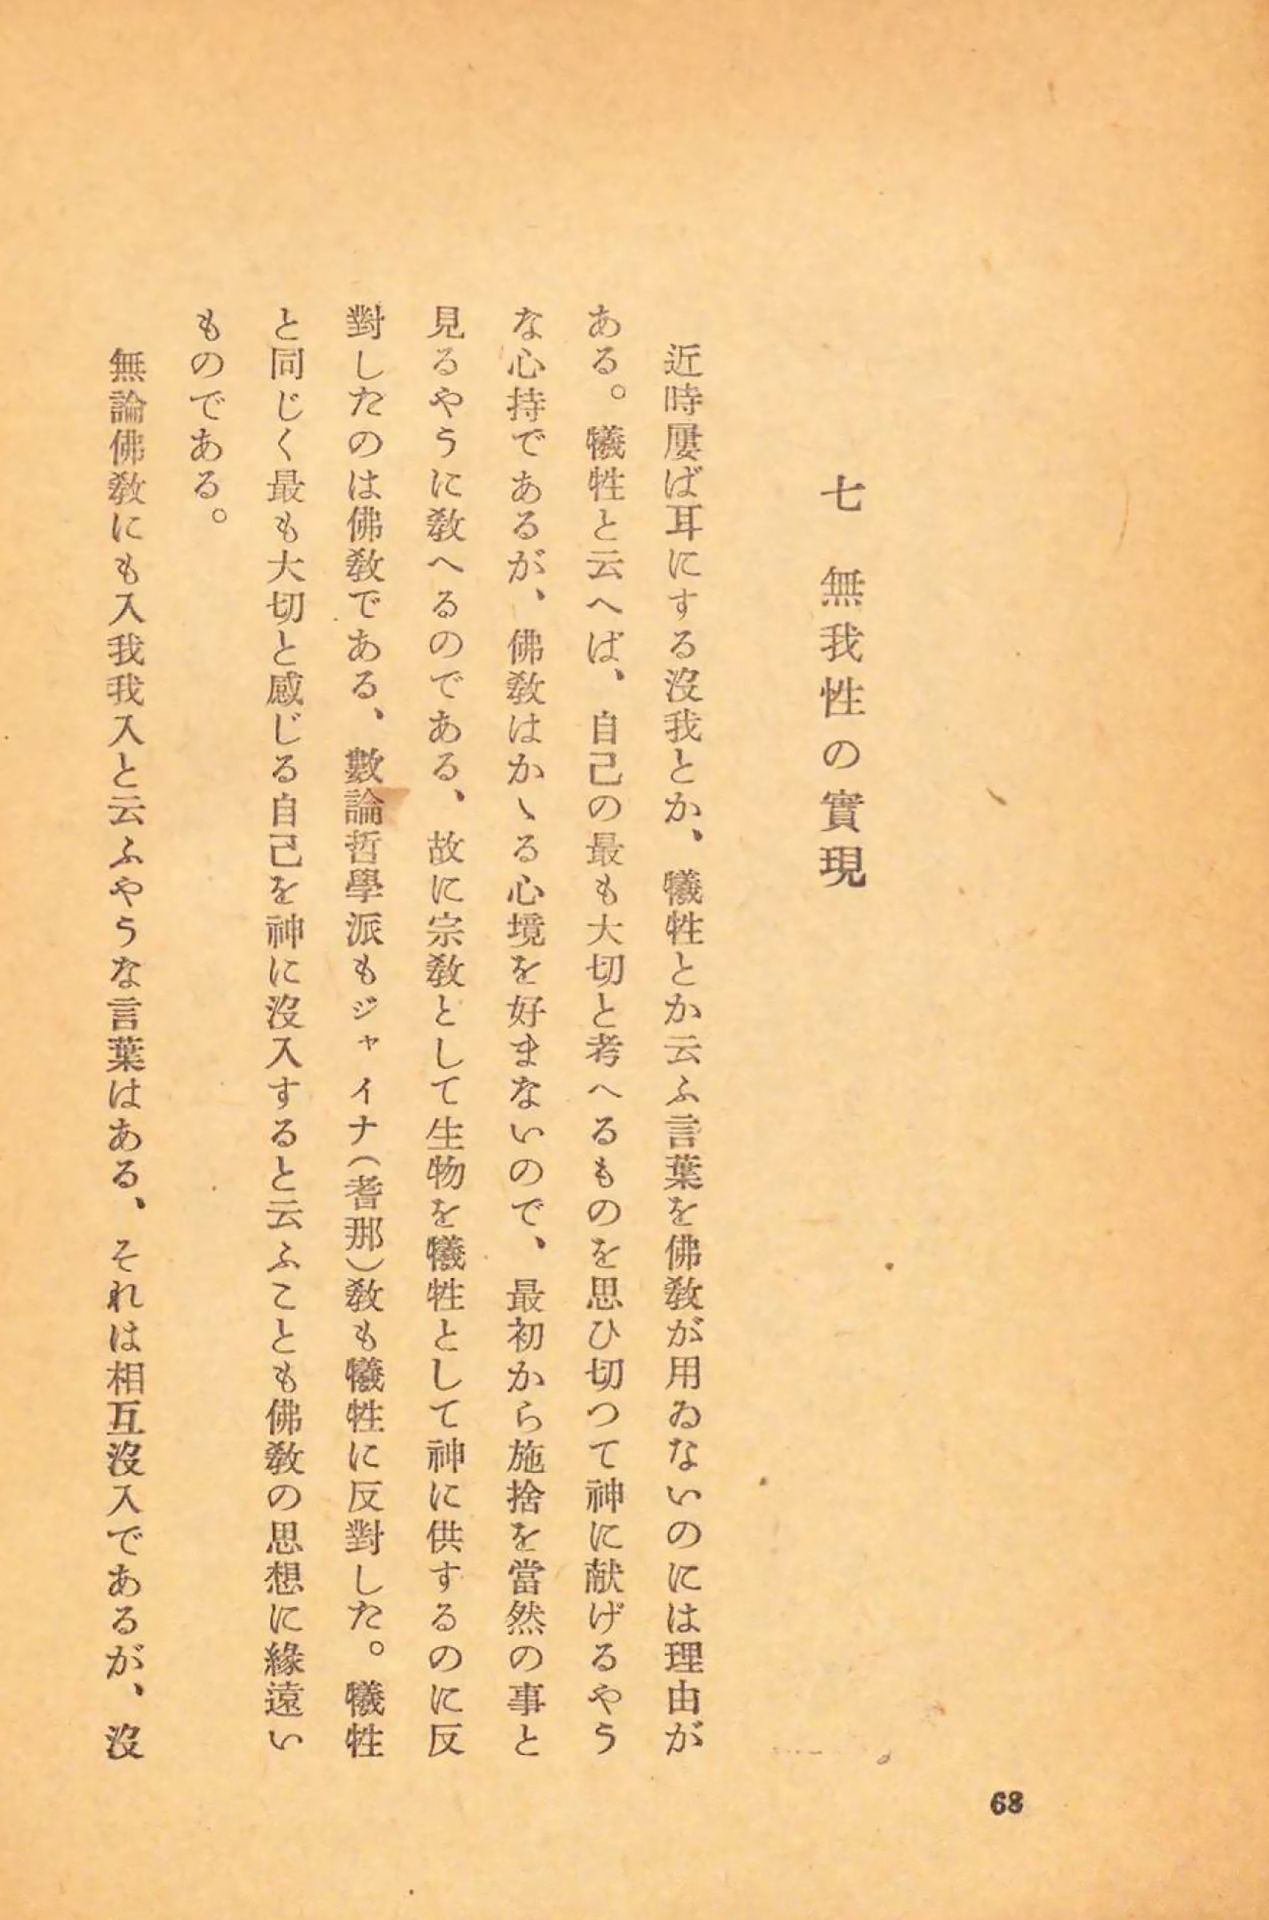 七 無我性の實現
近時屢ば耳にする沒我とか、犧牲とか云ふ言葉を佛敎が用ゐないのには理由が
ある。犧牲と云へば、自己の最も大切と考へるものを思ひ切つて神に献げるやう
な心持であるが、佛敎はかゝる心境を好まないので、最初から施捨を當然の事と
見るやうに敎へるのである、故に宗敎として生物を犧牲として神に供するのに反
對したのは佛敎である、數論哲學派もジャイナ(耆那)敎も犧牲に反對した。犧牲
と同じく最も大切と感じる自己を神に沒入すると云ふことも佛敎の思想に緣遠い
ものである。
無論佛敎にも入我我入と云ふやうな言葉はある、それは相互沒入であるが、沒
68